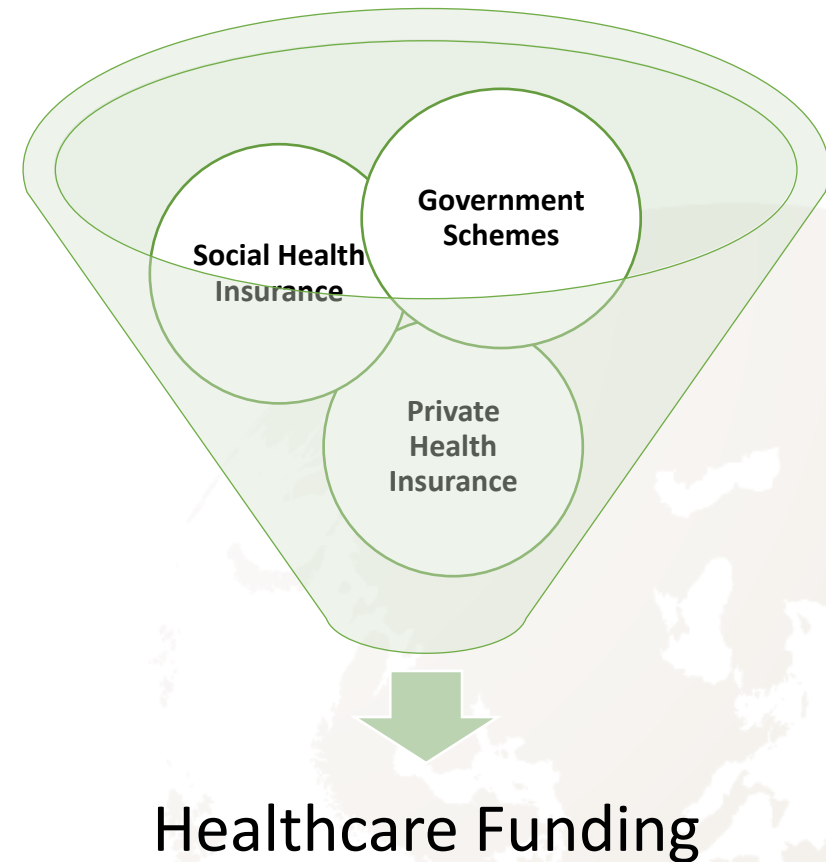 Government
Schemes
Social Health
Insurance
Private
Health
Insurance
Healthcare Funding